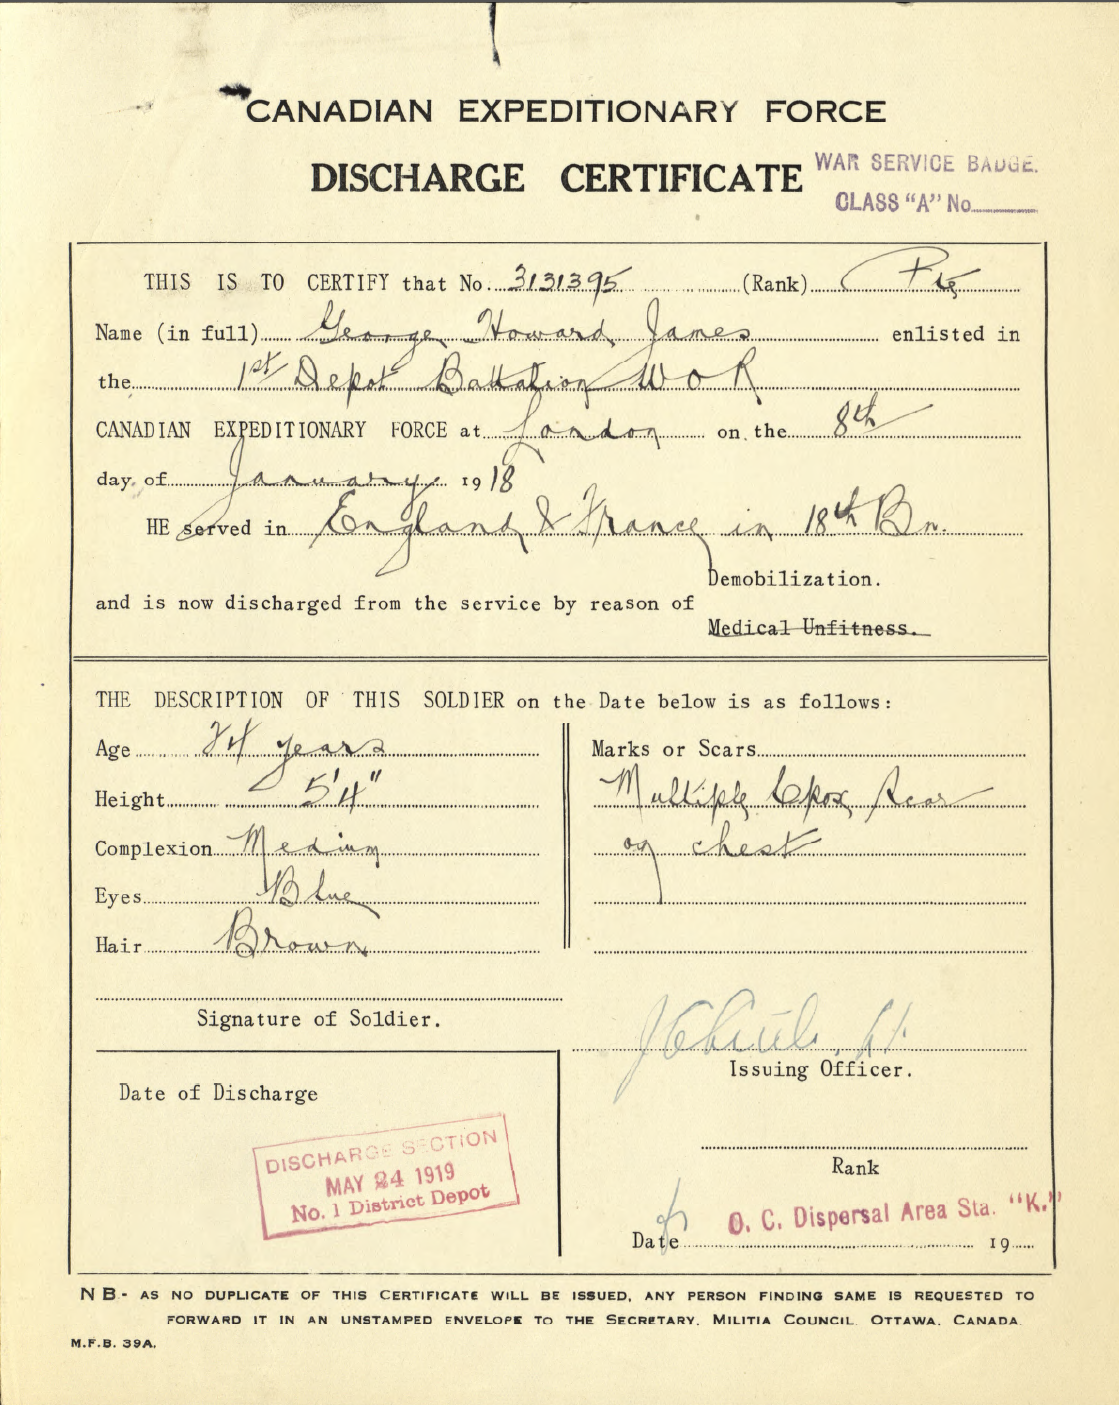 CANADIAN EXPEDITIONARY FORCE
DISCHARGE CERTIFICATE
WAR SERVICE BADGE.
CLASS "A" No
THIS IS TO CERTIFY that No. 3131395 (Rank) Pte
Name (in full) George Howard James enlisted in
the 1st Depot Battalion W O R
CANADIAN EXPEDITIONARY FORCE at London on the 8th
day of January 1918
HE served in England & France in 18th Bn.
Demobilization.
and is now discharged from the service by reason of
Medical Unfitness.
THE DESCRIPTION OF THIS SOLDIER on the Date below is as follows:
Age 24 years
Height 5'4"
Complexion Medium
Eyes Blue
Hair Brown
Marks or Scars
Multiple Cpox Scar
on chest
Signature of Soldier.
Issuing Officer.
Date of Discharge
DISCHARGE SECTION
MAY 24 1919
No. 1 District Depot
Rank
O. C. Dispersal Area Sta. "K."
Date 19
NB- AS NO DUPLICATE OF THIS CERTIFICATE WILL BE ISSUED, ANY PERSON FINDING SAME IS REQUESTED TO
FORWARD IT IN AN UNSTAMPED ENVELOPE TO THE SECRETARY, MILITIA COUNCIL OTTAWA, CANADA
M.F.B. 39A.